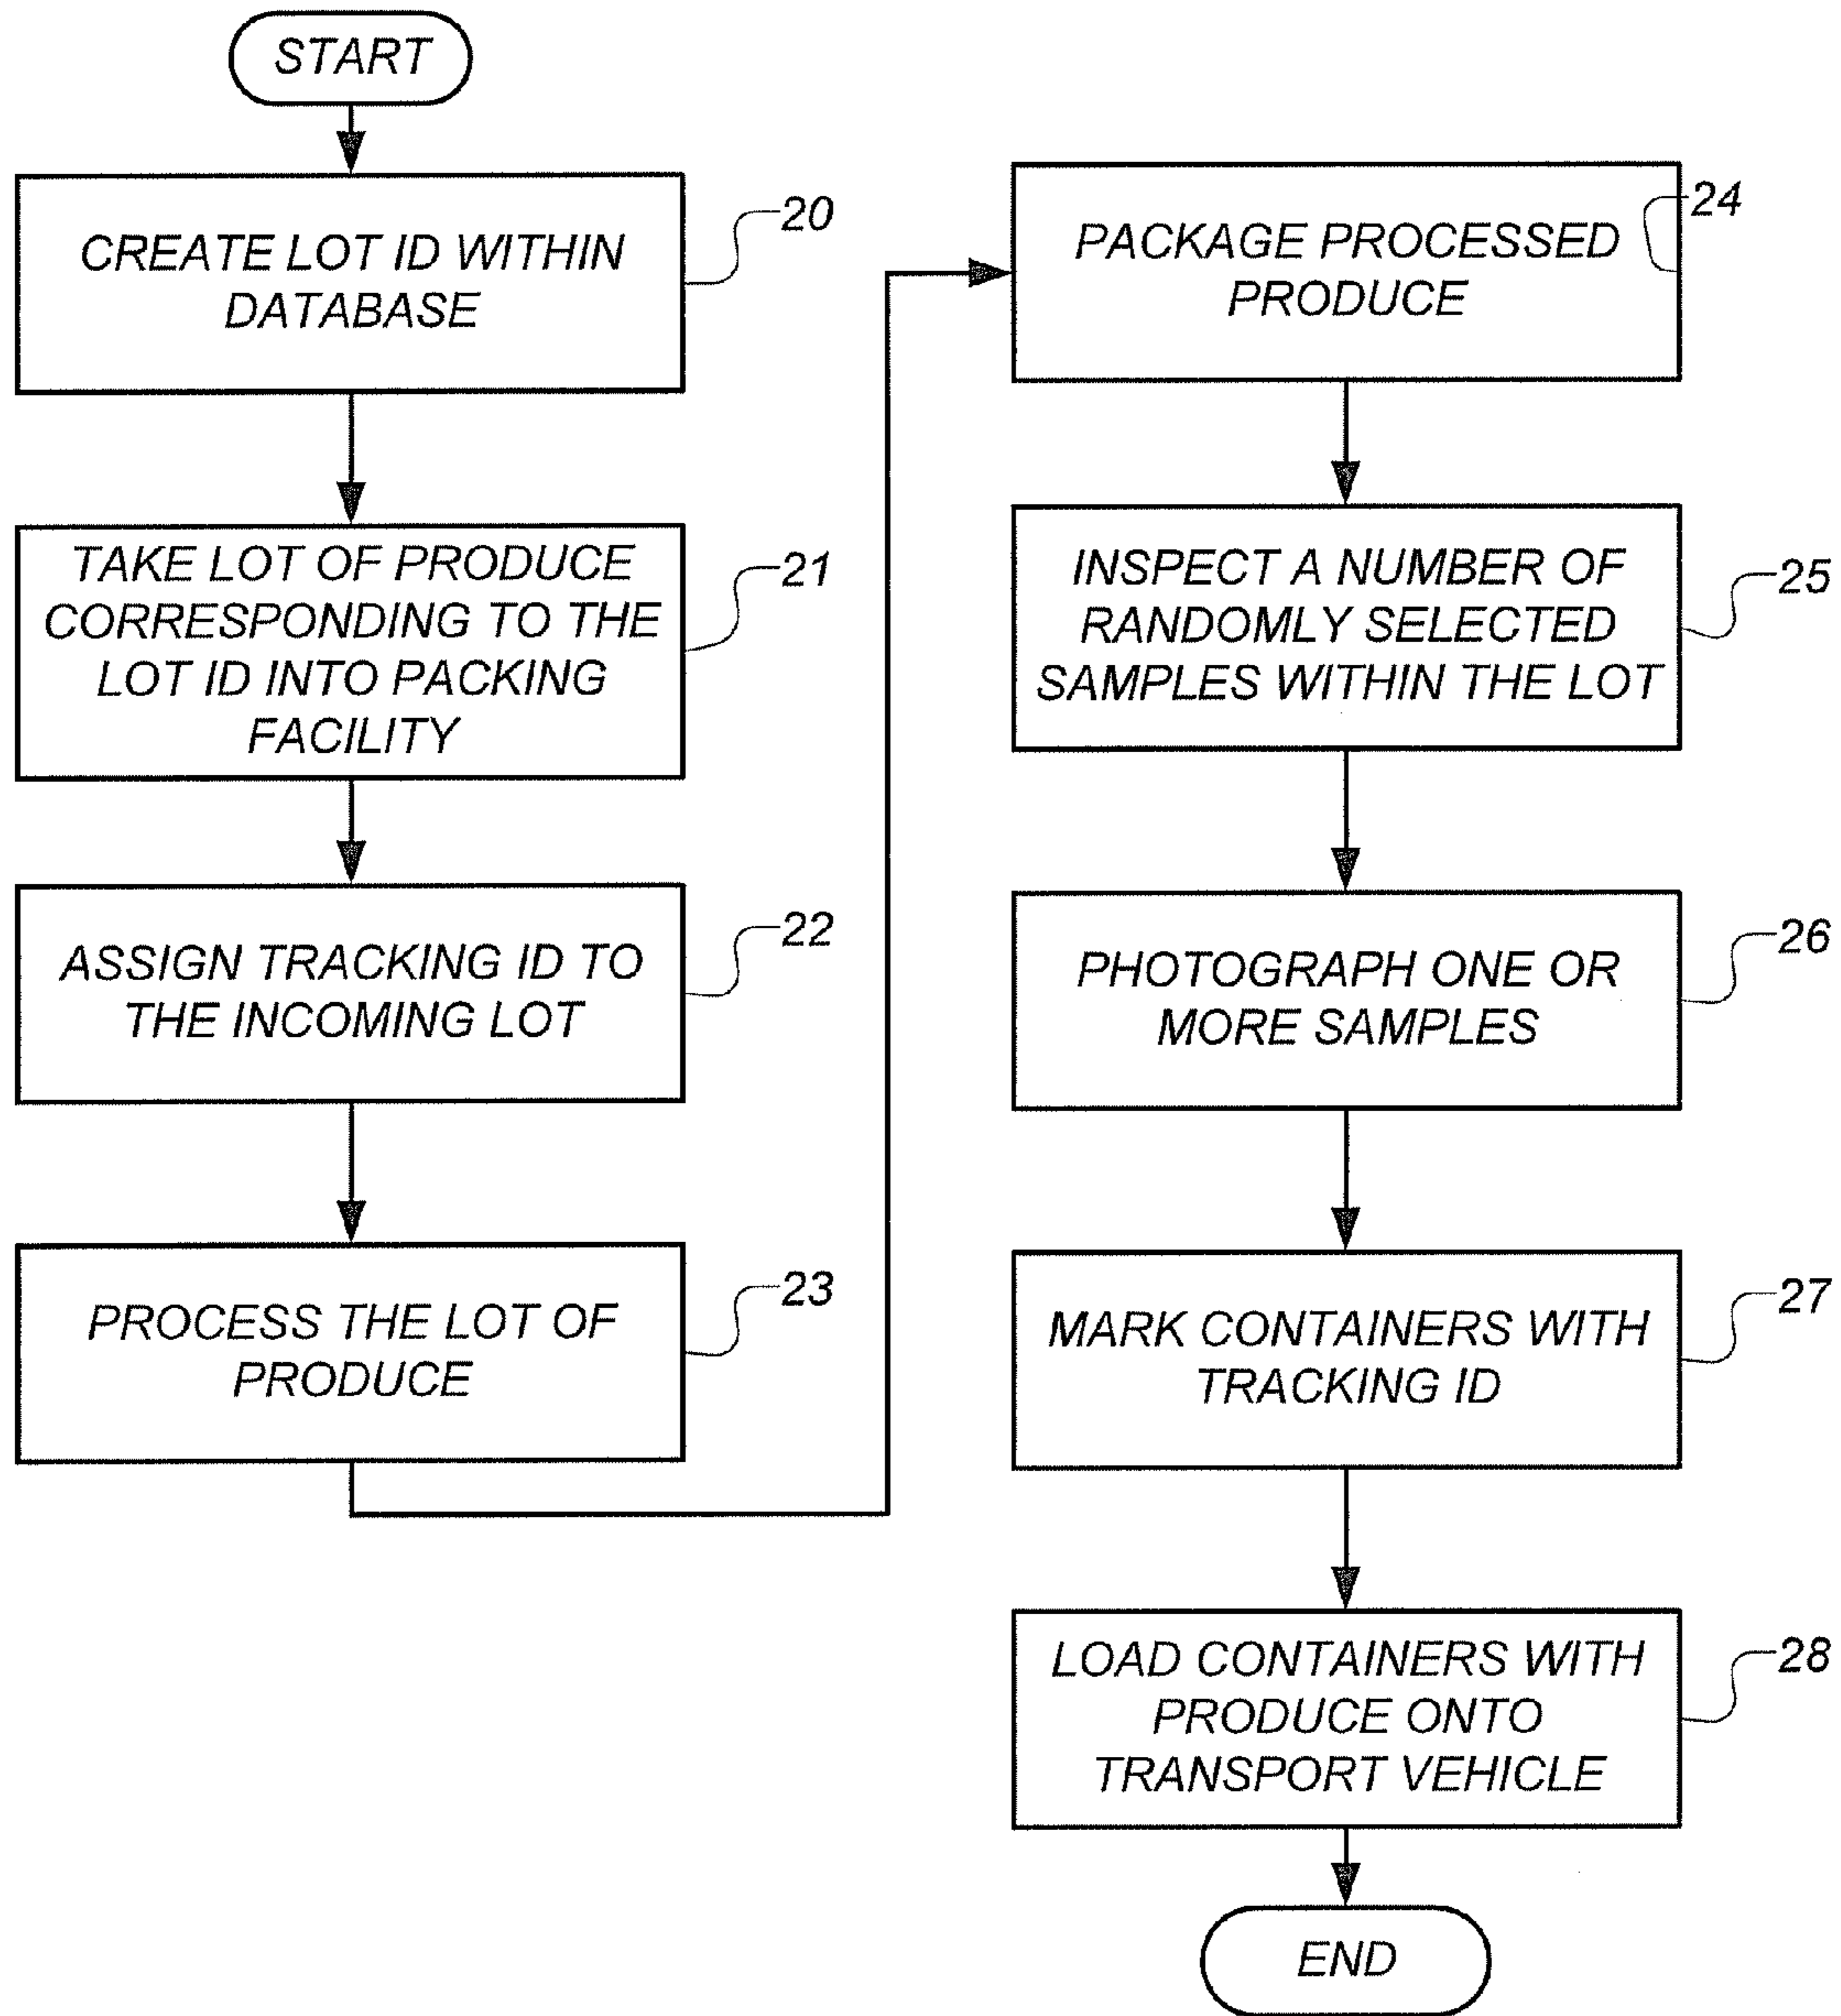 START
CREATE LOT ID WITHIN
DATABASE
20
TAKE LOT OF PRODUCE
CORRESPONDING TO THE
LOT ID INTO PACKING
FACILITY
21
ASSIGN TRACKING ID TO
THE INCOMING LOT
22
PROCESS THE LOT OF
PRODUCE
23
PACKAGE PROCESSED
PRODUCE
24
INSPECT A NUMBER OF
RANDOMLY SELECTED
SAMPLES WITHIN THE LOT
25
PHOTOGRAPH ONE OR
MORE SAMPLES
26
MARK CONTAINERS WITH
TRACKING ID
27
LOAD CONTAINERS WITH
PRODUCE ONTO
TRANSPORT VEHICLE
28
END